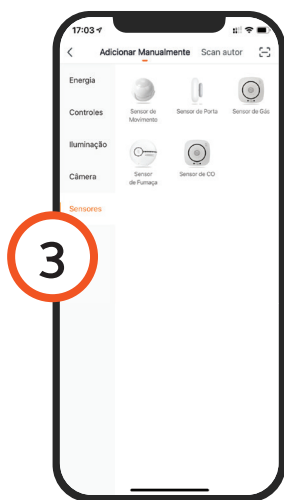 17:03
Adicionar Manualmente Scan autor
Energia
Controles
Iluminação
Câmera
Sensores
Sensor de
Movimento
Sensor de Porta
Sensor de Gás
Sensor
de Fumaça
Sensor de CO
3